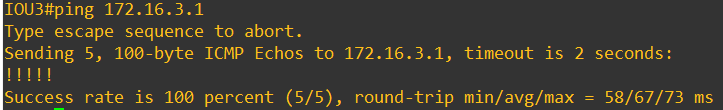 IOU3#ping 172.16.3.1
Type escape sequence to abort.
Sending 5, 100-byte ICMP Echos to 172.16.3.1, timeout is 2 seconds:
!!!!!
Success rate is 100 percent (5/5), round-trip min/avg/max = 58/67/73 ms